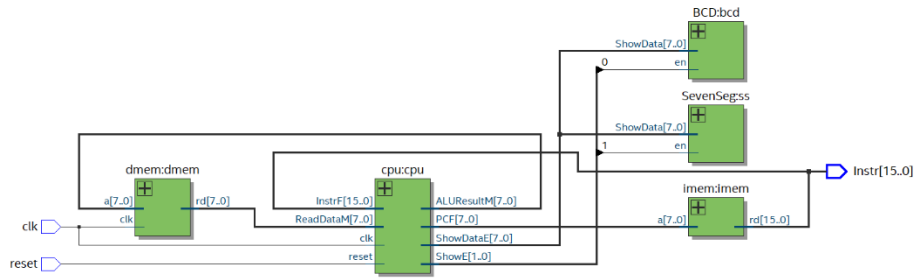 BCD:bcd
ShowData[7..0]
0
en
SevenSeg:ss
ShowData[7..0]
1
en
dmem:dmem
a[7..0]
rd[7..0]
clk
cpu:cpu
InstrF[15..0]
ALUResultM[7..0]
ReadDataM[7..0]
PCF[7..0]
clk
ShowDataE[7..0]
reset
ShowE[1..0]
imem:imem
a[7..0]
rd[15..0]
Instr[15..0]
clk
reset